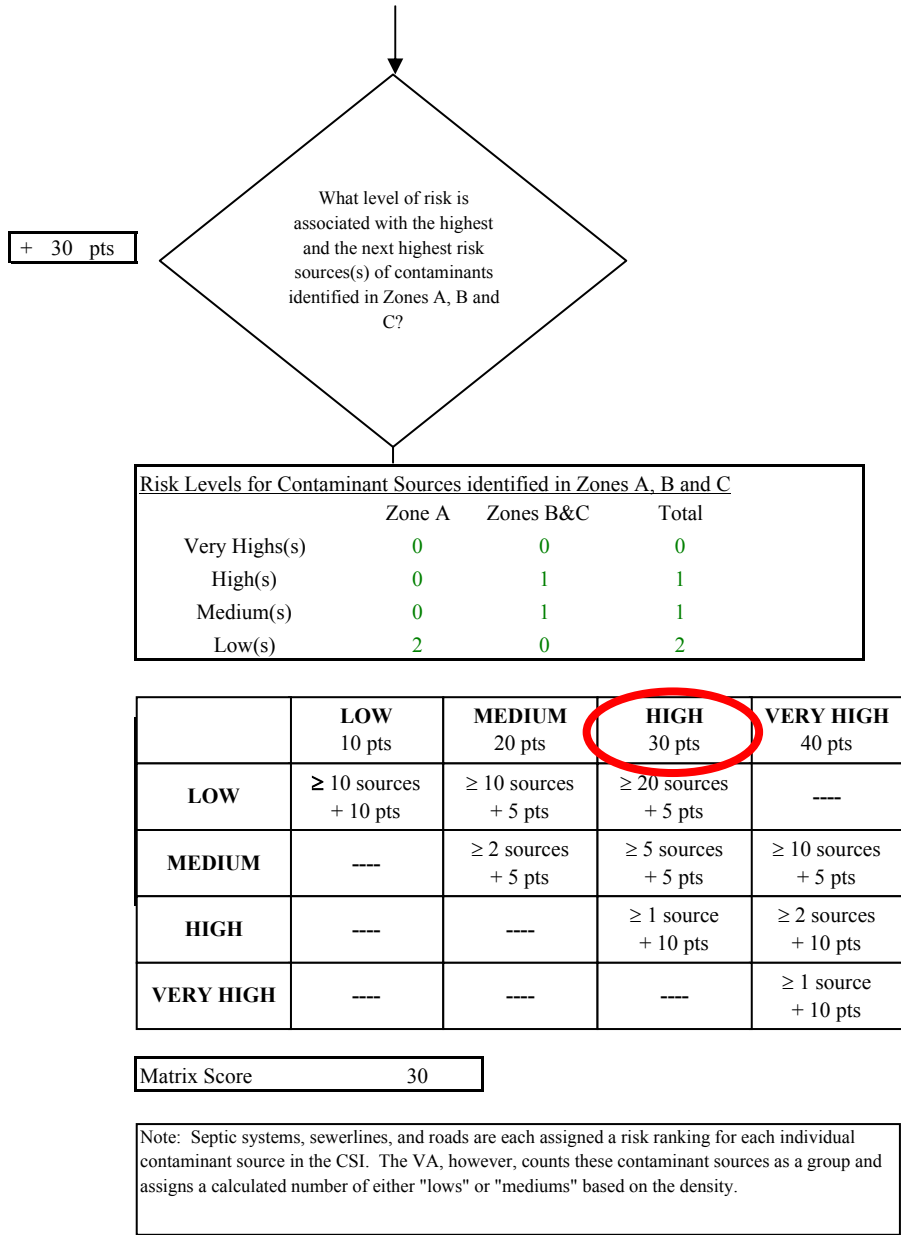 What level of risk is
associated with the highest
and the next highest risk
sources(s) of contaminants
identified in Zones A, B and
C?
+ 30 pts
Risk Levels for Contaminant Sources identified in Zones A, B and C
Zone A Zones B&C Total
Very Highs(s) 0 0 0
High(s) 0 1 1
Medium(s) 0 1 1
Low(s) 2 0 2
LOW MEDIUM HIGH VERY HIGH
10 pts 20 pts 30 pts 40 pts
LOW ≥ 10 sources + 10 pts ≥ 10 sources + 5 pts ≥ 20 sources + 5 pts ----
MEDIUM ---- ≥ 2 sources + 5 pts ≥ 5 sources + 5 pts ≥ 10 sources + 5 pts
HIGH ---- ---- ≥ 1 source + 10 pts ≥ 2 sources + 10 pts
VERY HIGH ---- ---- ---- ≥ 1 source + 10 pts
Matrix Score 30
Note: Septic systems, sewerlines, and roads are each assigned a risk ranking for each individual
contaminant source in the CSI. The VA, however, counts these contaminant sources as a group and
assigns a calculated number of either "lows" or "mediums" based on the density.